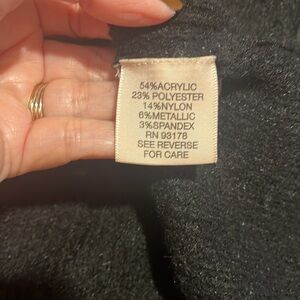 54%ACRYLIC
23% POLYESTER
14%NYLON
6%METALLIC
3%SPANDEX
RN 93178
SEE REVERSE
FOR CARE